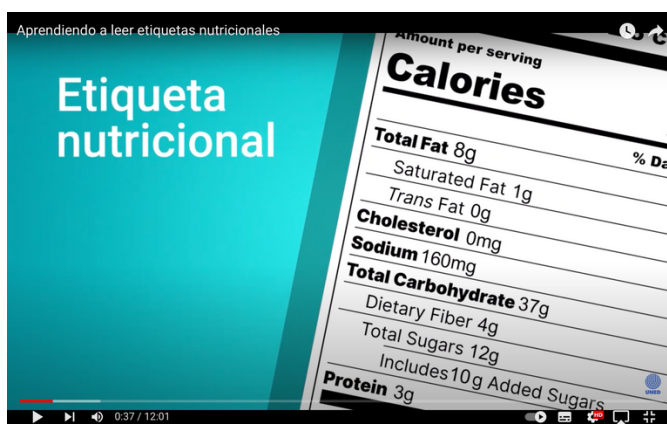 Aprendiendo a leer etiquetas nutricionales
Etiqueta
nutricional
Amount per serving
Calories
% Da
Total Fat 8g
Saturated Fat 1g
Trans Fat 0g
Cholesterol 0mg
Sodium 160mg
Total Carbohydrate 37g
Dietary Fiber 4g
Total Sugars 12g
Includes 10g Added Sugars
Protein 3g
UNED
0:37 / 12:01
HD